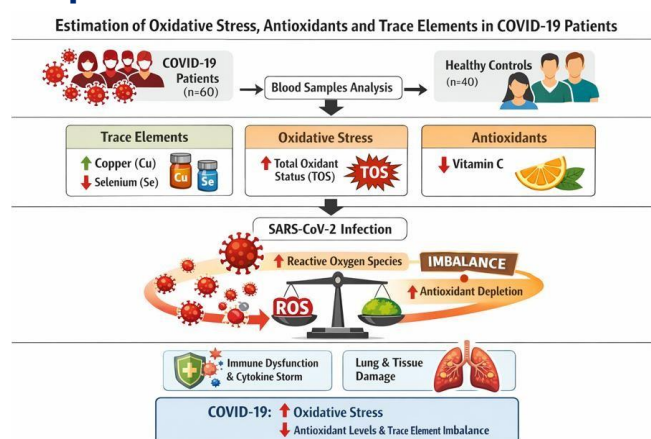 Estimation of Oxidative Stress, Antioxidants and Trace Elements in COVID-19 Patients
COVID-19
Patients
(n=60)
Blood Samples Analysis
Healthy Controls
(n=40)
Trace Elements
↑ Copper (Cu)
↓ Selenium (Se)
Cu
Se
Oxidative Stress
↑ Total Oxidant
Status (TOS)
TOS
Antioxidants
↓ Vitamin C
SARS-CoV-2 Infection
↑ Reactive Oxygen Species
IMBALANCE
↑ Antioxidant Depletion
ROS
Immune Dysfunction
& Cytokine Storm
Lung & Tissue
Damage
COVID-19: ↑ Oxidative Stress
↓ Antioxidant Levels & Trace Element Imbalance